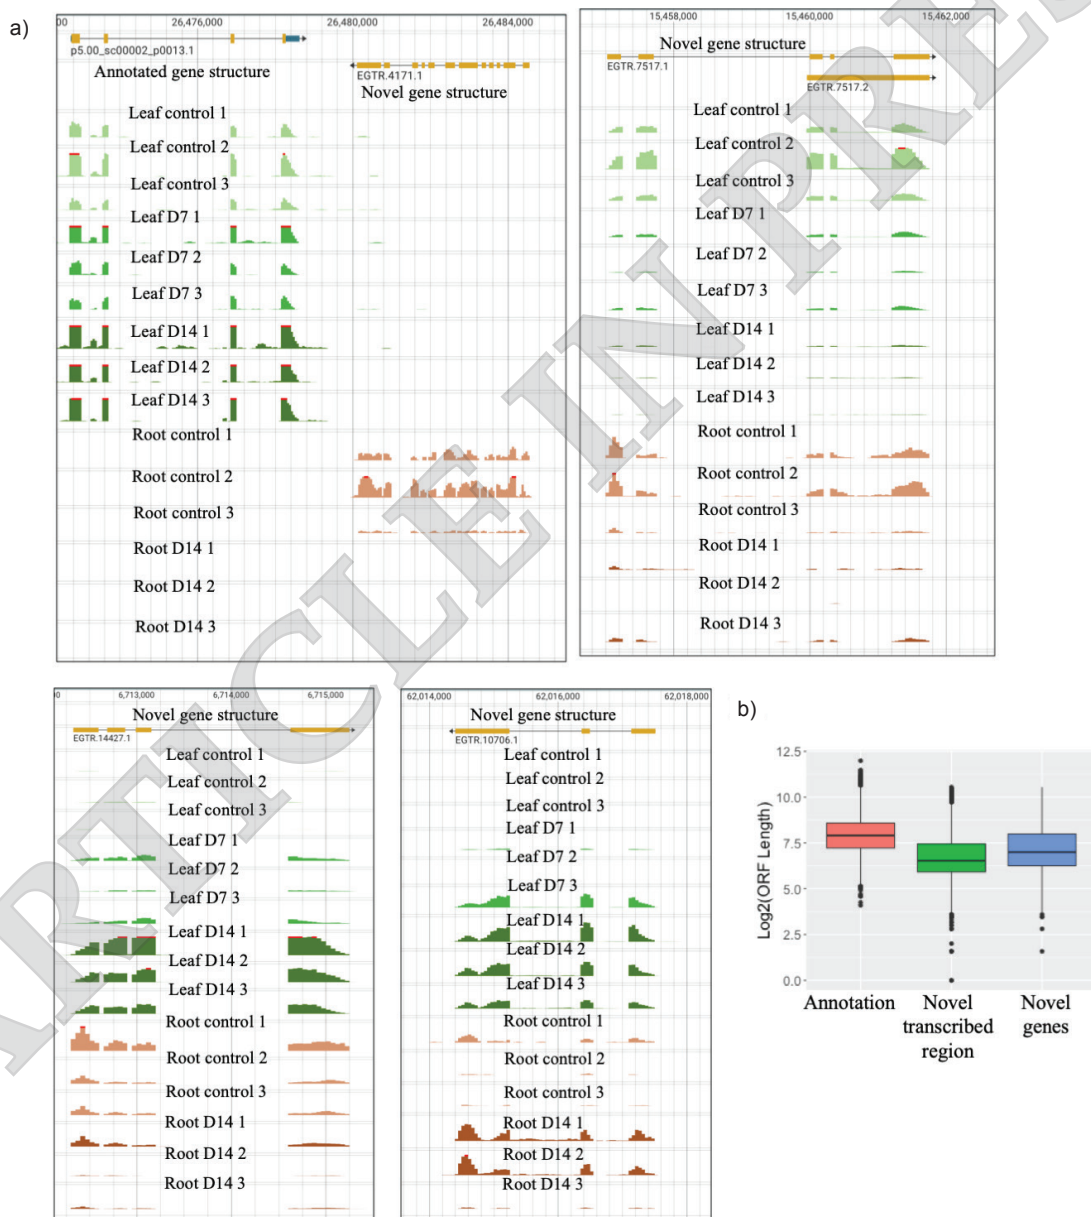 a)
00 26,476,000 26,480,000 26,484,000
p5.00_sc00002_p0013.1
Annotated gene structure
EGTR.4171.1
Novel gene structure
Leaf control 1
Leaf control 2
Leaf control 3
Leaf D7 1
Leaf D7 2
Leaf D7 3
Leaf D14 1
Leaf D14 2
Leaf D14 3
Root control 1
Root control 2
Root control 3
Root D14 1
Root D14 2
Root D14 3
15,458,000 15,460,000 15,462,000
Novel gene structure
EGTR.7517.1
EGTR.7517.2
Leaf control 1
Leaf control 2
Leaf control 3
Leaf D7 1
Leaf D7 2
Leaf D7 3
Leaf D14 1
Leaf D14 2
Leaf D14 3
Root control 1
Root control 2
Root control 3
Root D14 1
Root D14 2
Root D14 3
00 6,713,000 6,714,000 6,715,000
Novel gene structure
EGTR.14427.1
Leaf control 1
Leaf control 2
Leaf control 3
Leaf D7 1
Leaf D7 2
Leaf D7 3
Leaf D14 1
Leaf D14 2
Leaf D14 3
Root control 1
Root control 2
Root control 3
Root D14 1
Root D14 2
Root D14 3
62,014,000 62,016,000 62,018,000
Novel gene structure
EGTR.10706.1
Leaf control 1
Leaf control 2
Leaf control 3
Leaf D7 1
Leaf D7 2
Leaf D7 3
Leaf D14 1
Leaf D14 2
Leaf D14 3
Root control 1
Root control 2
Root control 3
Root D14 1
Root D14 2
Root D14 3
b)
12.5
10.0
7.5
5.0
2.5
0.0
Log2(ORF Length)
Annotation
Novel
transcribed
region
Novel
genes
ARTICLE IN PRES